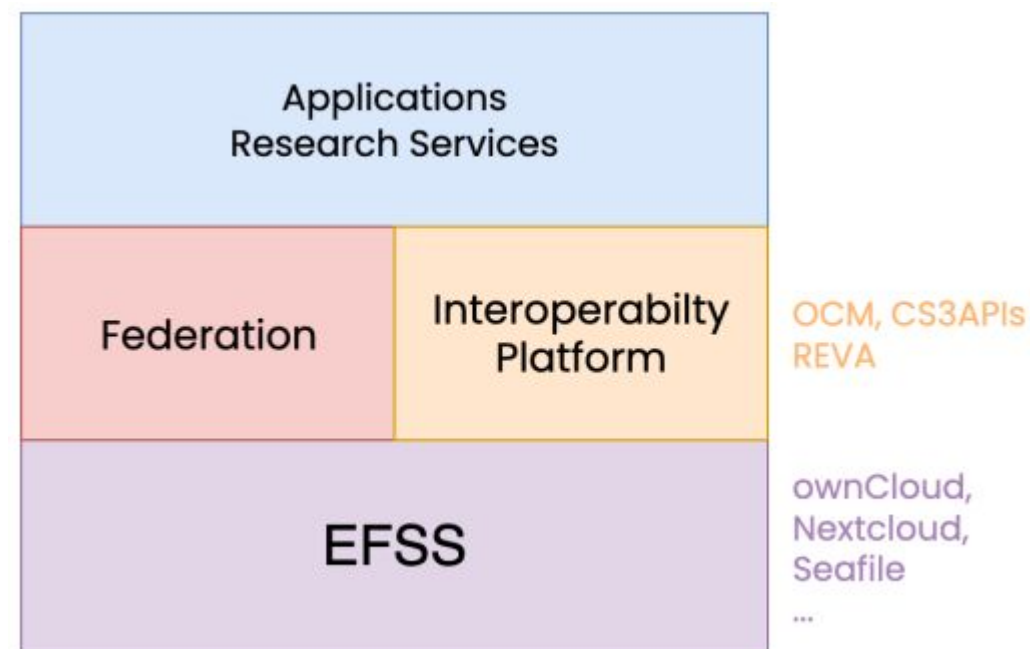 Applications
Research Services
Federation
Interoperabilty
Platform
OCM, CS3APIs
REVA
EFSS
ownCloud,
Nextcloud,
Seafile
...